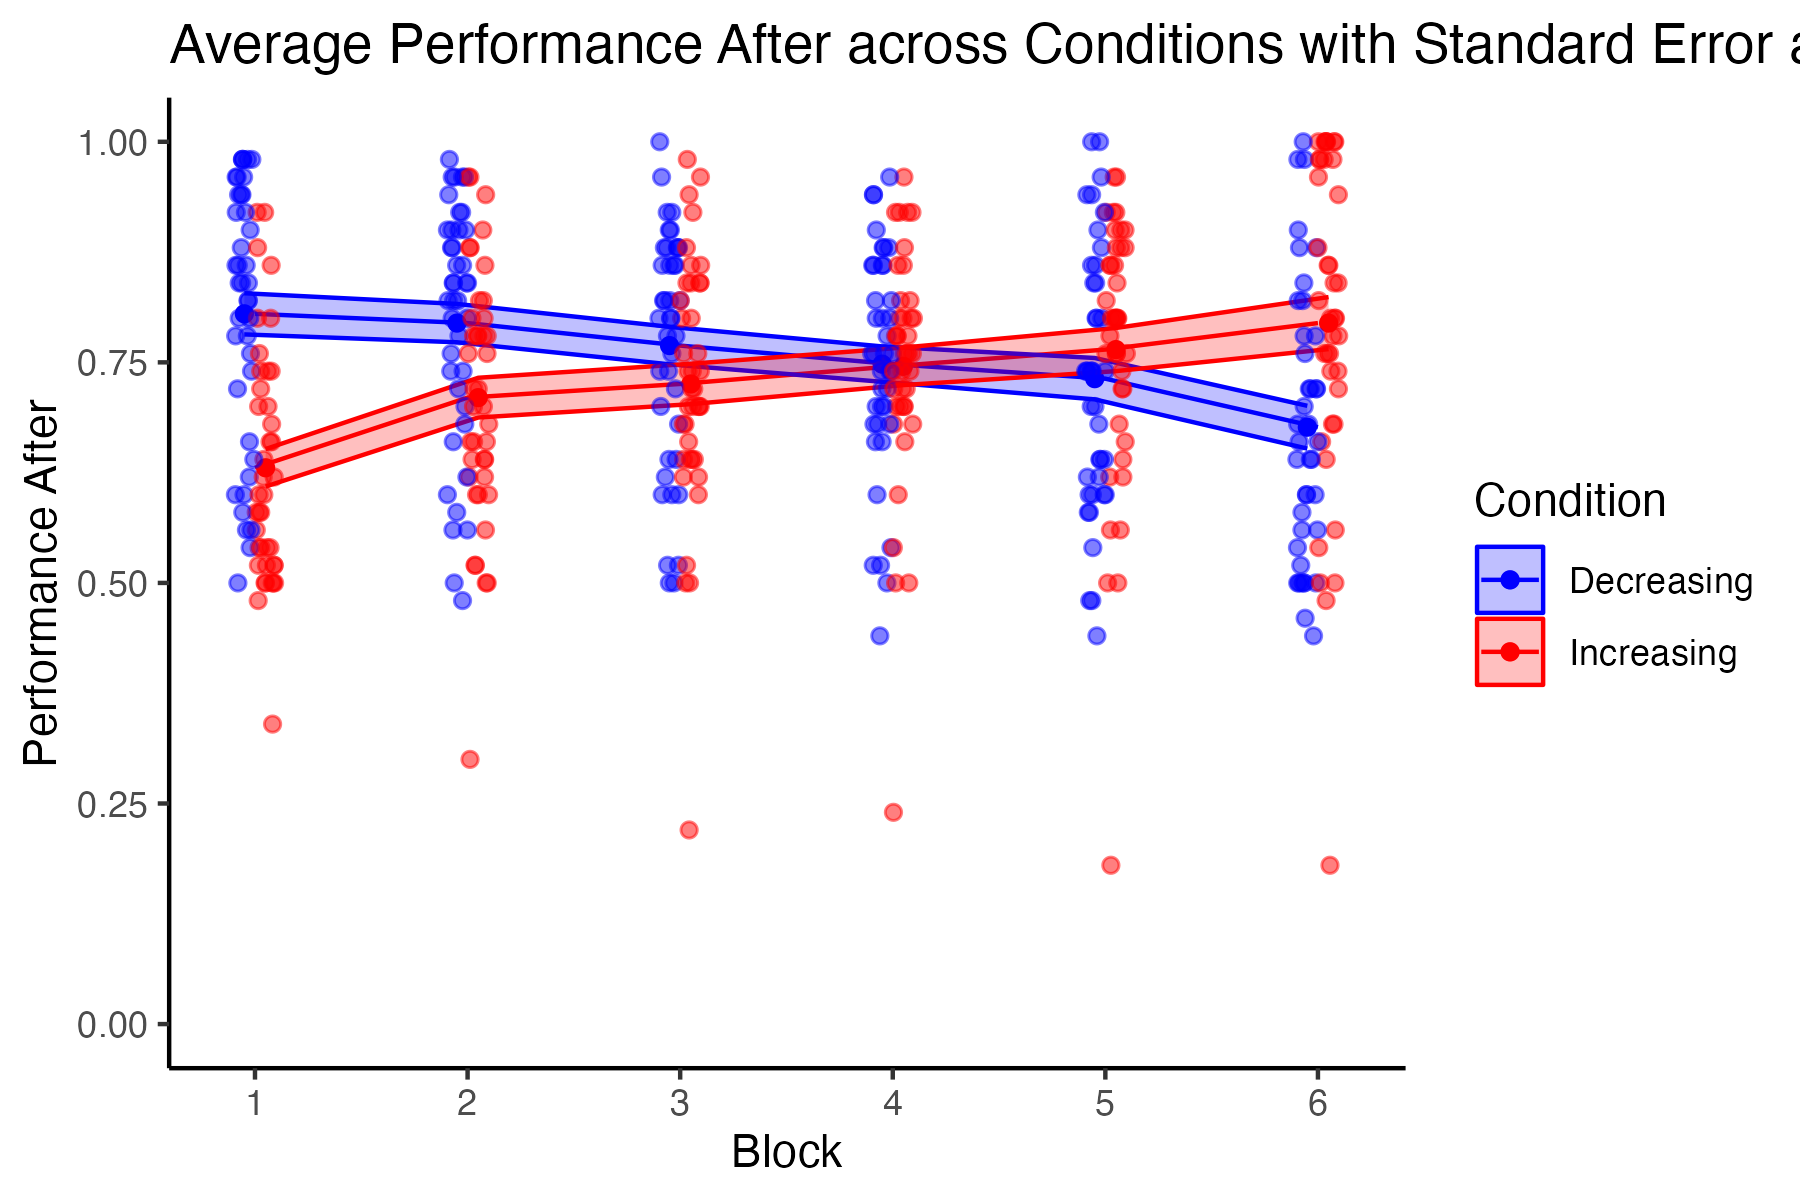 Average Performance After across Conditions with Standard Error
1.00
0.75
0.50
0.25
0.00
Performance After
1 2 3 4 5 6
Block
Condition
Decreasing
Increasing